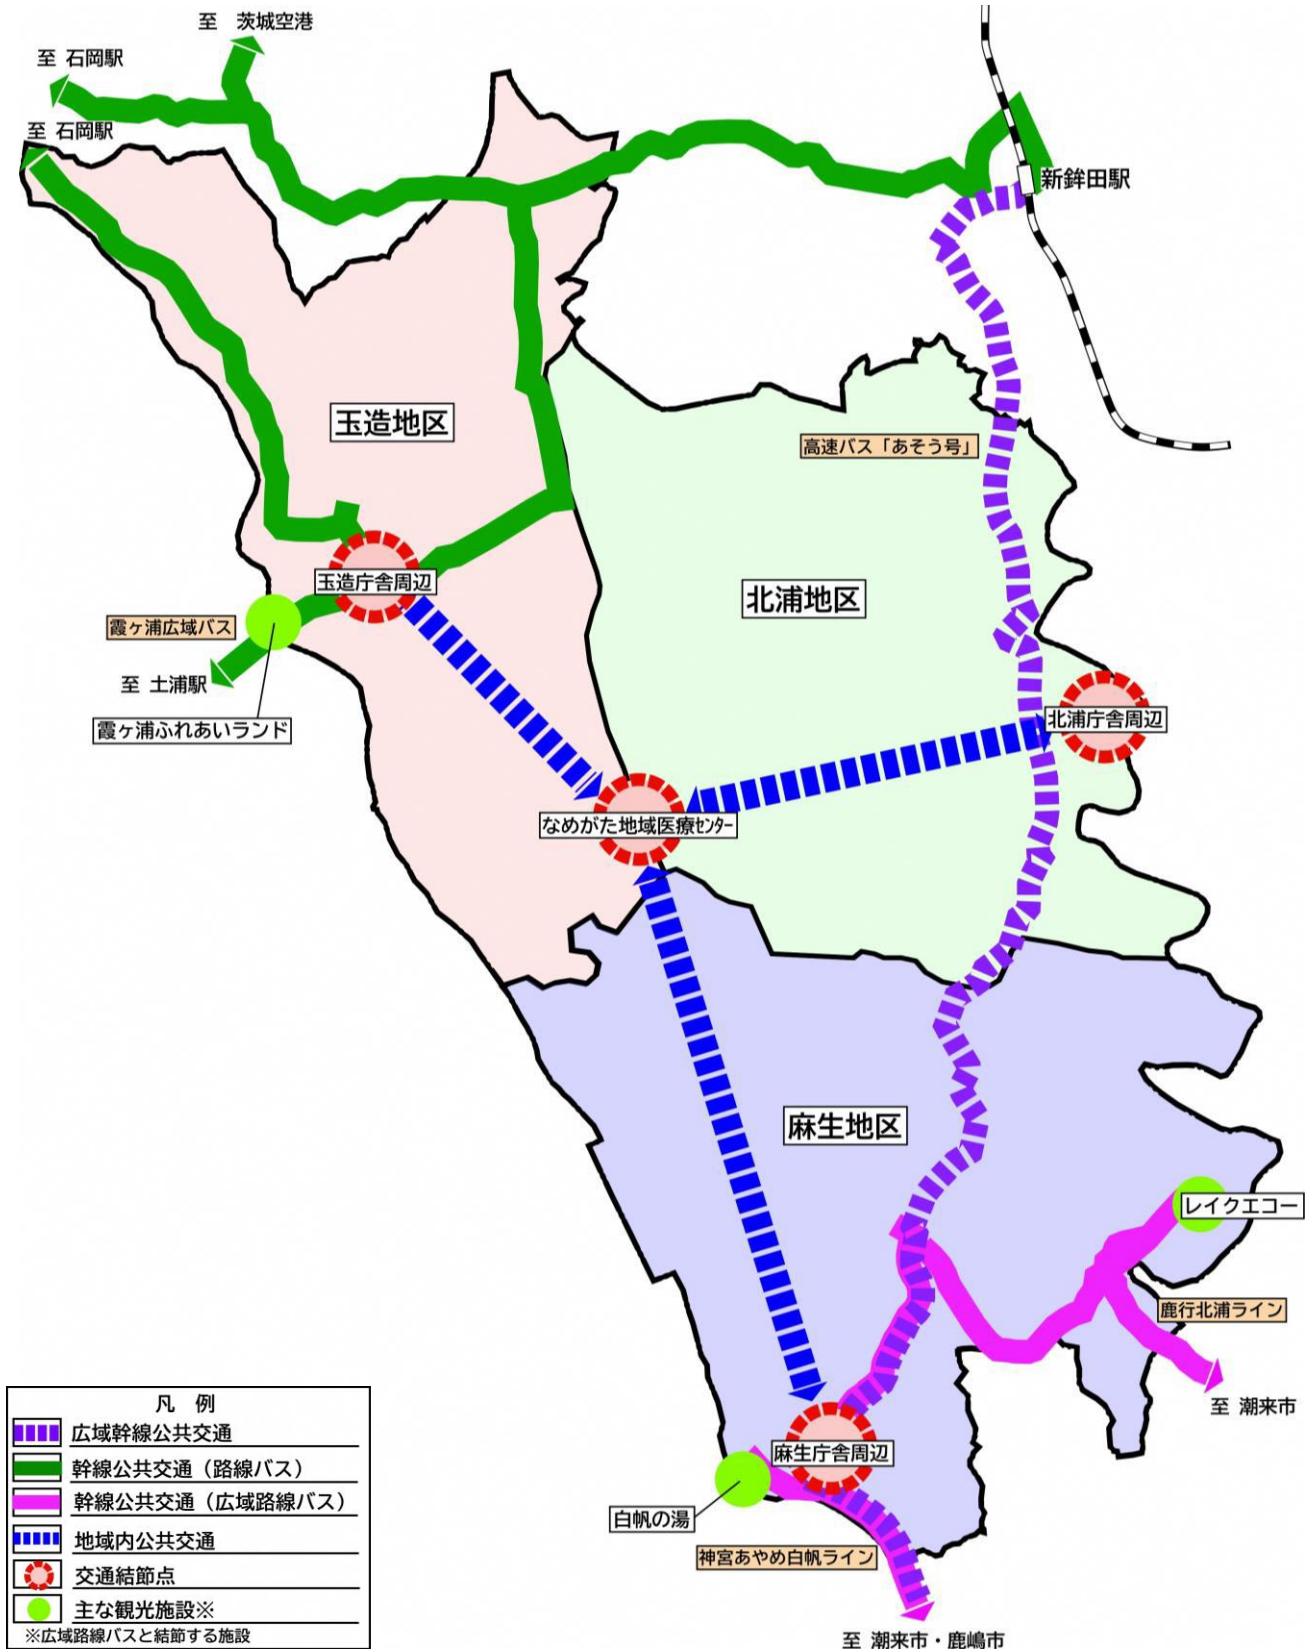 至 茨城空港
至 石岡駅
至 石岡駅
新鉾田駅
玉造地区
高速バス「あそう号」
玉造庁舎周辺
北浦地区
霞ヶ浦広域バス
至 土浦駅
霞ヶ浦ふれあいランド
北浦庁舎周辺
なめがた地域医療ｾﾝﾀｰ
麻生地区
レイクエコー
鹿行北浦ライン
至 潮来市
麻生庁舎周辺
白帆の湯
神宮あやめ白帆ライン
至 潮来市・鹿嶋市
凡 例
広域幹線公共交通
幹線公共交通（路線バス）
幹線公共交通（広域路線バス）
地域内公共交通
交通結節点
主な観光施設※
※広域路線バスと結節する施設